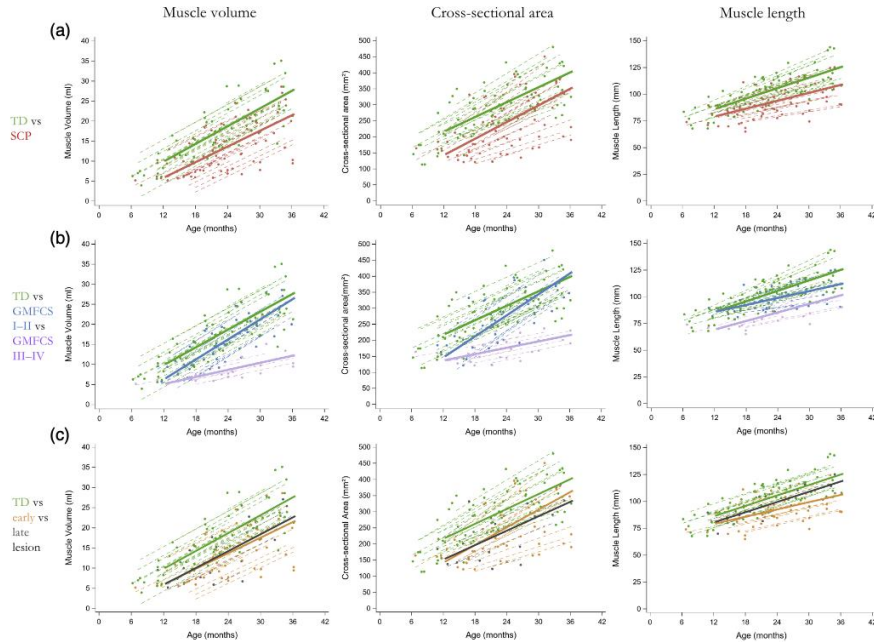 Muscle volume
Cross-sectional area
Muscle length
(a)
TD vs
SCP
Muscle Volume (ml)
40
35
30
25
20
15
10
5
0
0 6 12 18 24 30 36 42
Age (months)
Cross-sectional area (mm²)
500
450
400
350
300
250
200
150
100
50
0
0 6 12 18 24 30 36 42
Age (months)
Muscle Length (mm)
150
125
100
75
50
25
0
0 6 12 18 24 30 36 42
Age (months)
(b)
TD vs
GMFCS
I–II vs
GMFCS
III–IV
Muscle Volume (ml)
40
35
30
25
20
15
10
5
0
0 6 12 18 24 30 36 42
Age (months)
Cross-sectional area(mm²)
500
450
400
350
300
250
200
150
100
50
0
0 6 12 18 24 30 36 42
Age (months)
Muscle Length (mm)
150
125
100
75
50
25
0
0 6 12 18 24 30 36 42
Age (months)
(c)
TD vs
early vs
late
lesion
Muscle Volume (ml)
40
35
30
25
20
15
10
5
0
0 6 12 18 24 30 36 42
Age (months)
Cross-sectional Area (mm²)
500
450
400
350
300
250
200
150
100
50
0
0 6 12 18 24 30 36 42
Age (months)
Muscle Length (mm)
150
125
100
75
50
25
0
0 6 12 18 24 30 36 42
Age (months)